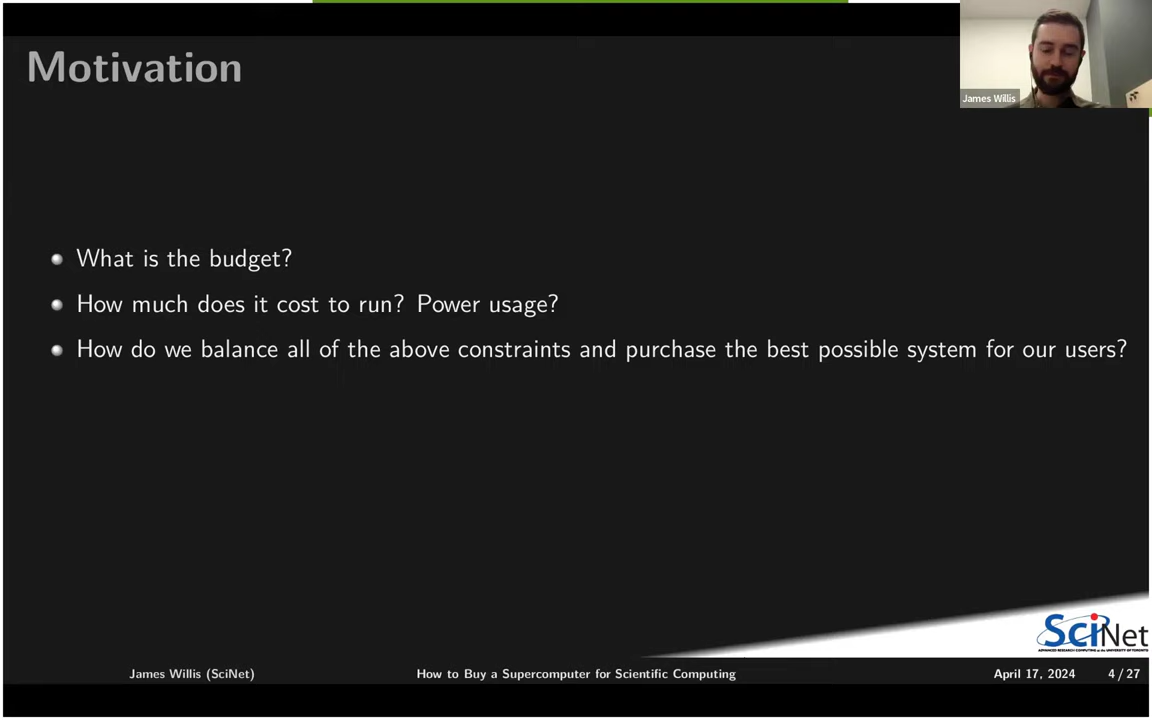 Motivation
James Willis
What is the budget?
How much does it cost to run? Power usage?
How do we balance all of the above constraints and purchase the best possible system for our users?
SciNet
ADVANCED RESEARCH COMPUTING at the UNIVERSITY OF TORONTO
James Willis (SciNet)
How to Buy a Supercomputer for Scientific Computing
April 17, 2024
4 / 27